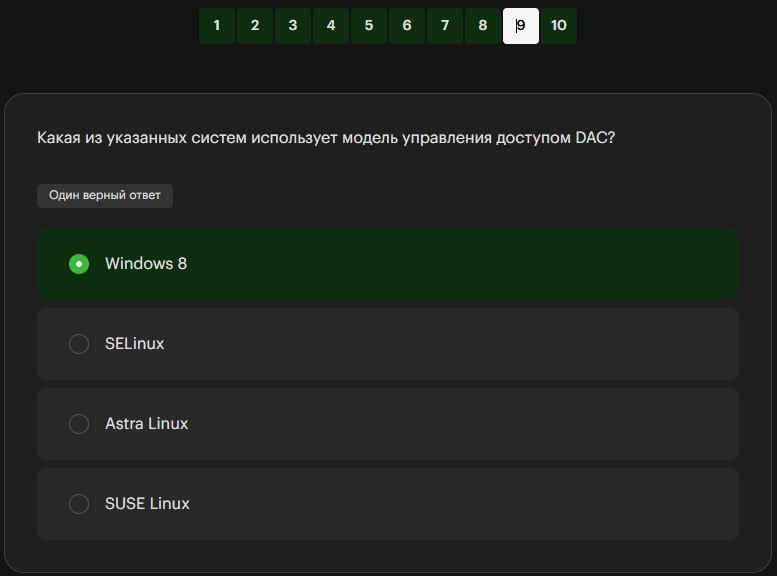 1 2 3 4 5 6 7 8 9 10
Какая из указанных систем использует модель управления доступом DAC?
Один верный ответ
Windows 8
SELinux
Astra Linux
SUSE Linux